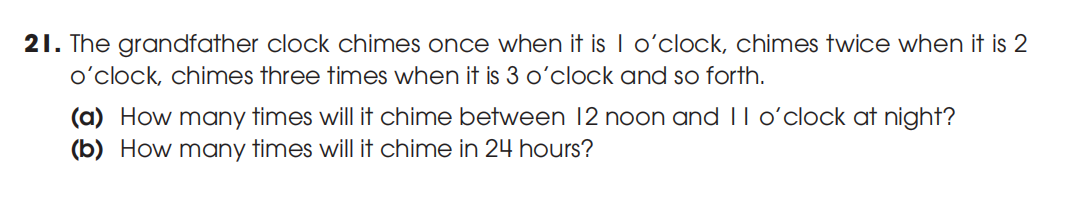 21. The grandfather clock chimes once when it is 1 o’clock, chimes twice when it is 2
o’clock, chimes three times when it is 3 o’clock and so forth.
(a) How many times will it chime between 12 noon and 11 o’clock at night?
(b) How many times will it chime in 24 hours?